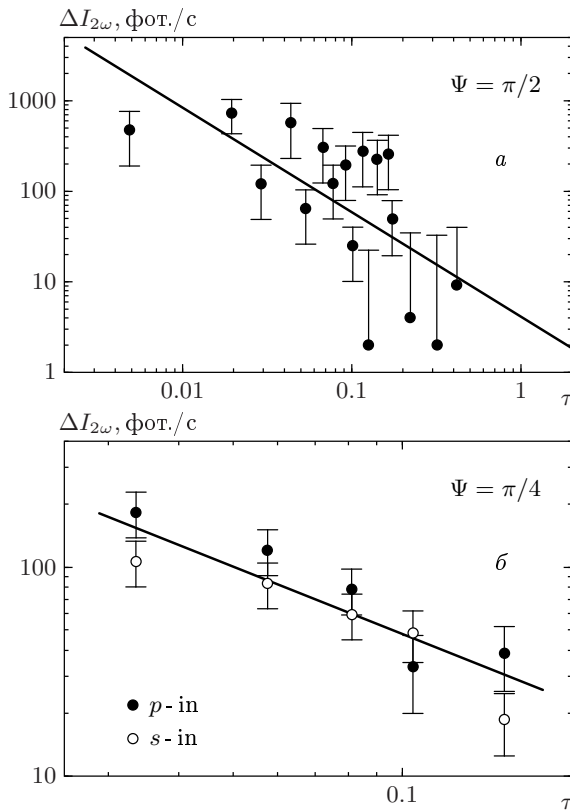 ΔI₂ω, фот./с
Ψ = π/2
1000
а
100
10
1
0.01 0.1 1 τ
ΔI₂ω, фот./с
Ψ = π/4
100
б
p - in
s - in
10
0.1 τ